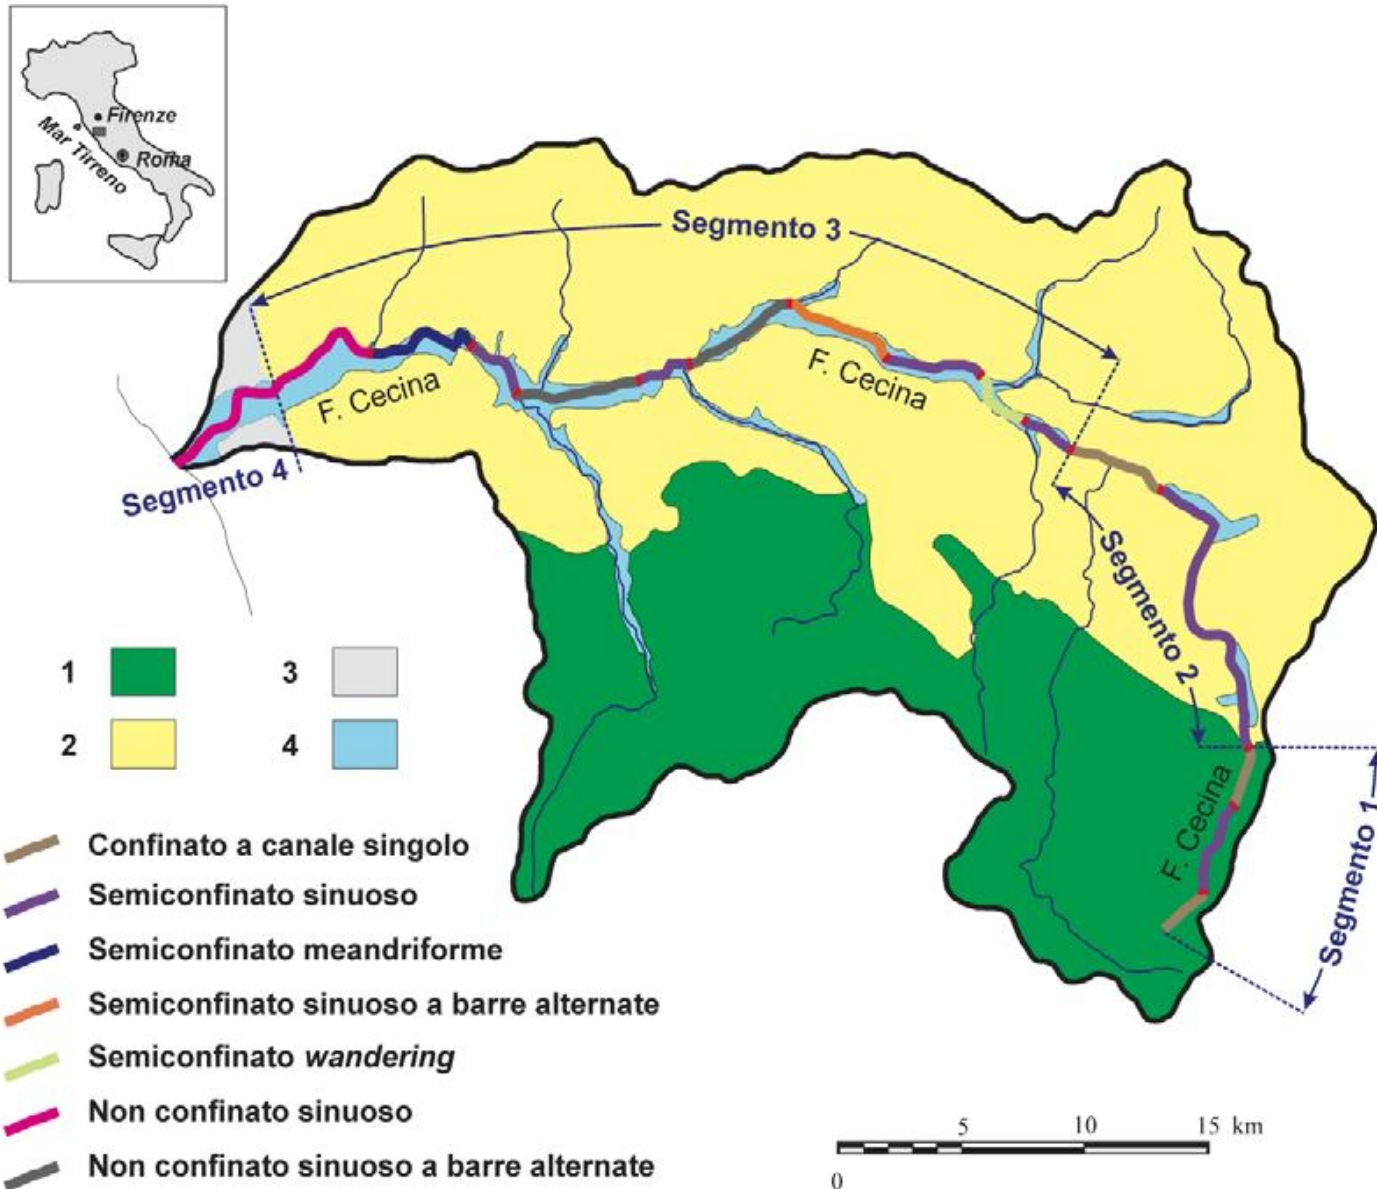 Firenze
Mar Tirreno
Roma
Segmento 3
F. Cecina
F. Cecina
Segmento 4
Segmento 2
F. Cecina
Segmento 1
1
3
2
4
Confinato a canale singolo
Semiconfinato sinuoso
Semiconfinato meandriforme
Semiconfinato sinuoso a barre alternate
Semiconfinato wandering
Non confinato sinuoso
Non confinato sinuoso a barre alternate
5 10 15 km
0